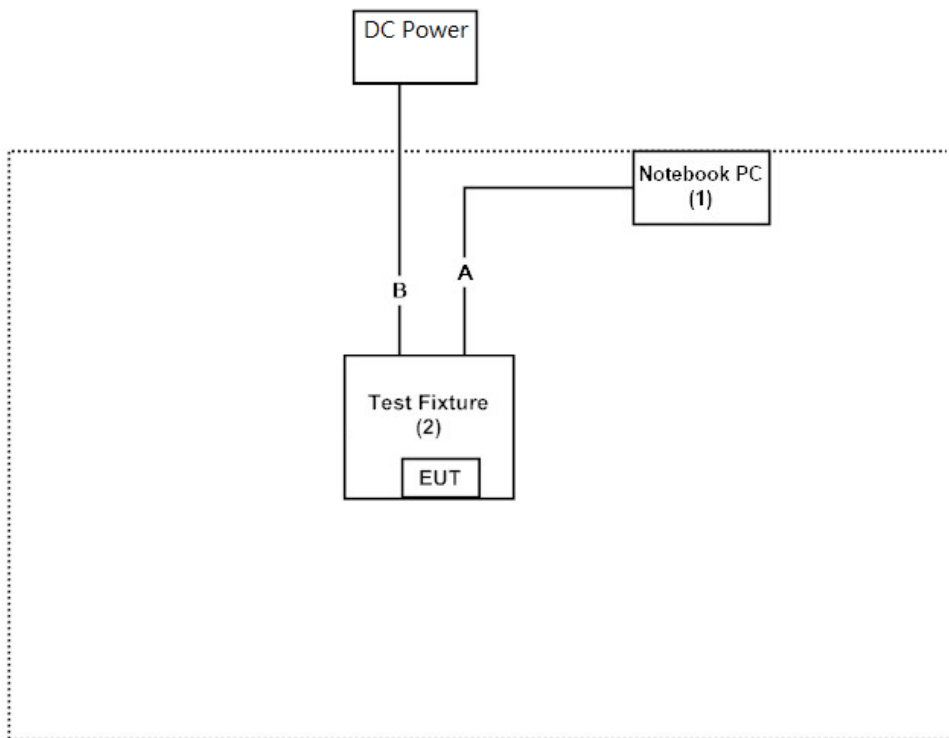 DC Power
Notebook PC
(1)
A
B
Test Fixture
(2)
EUT